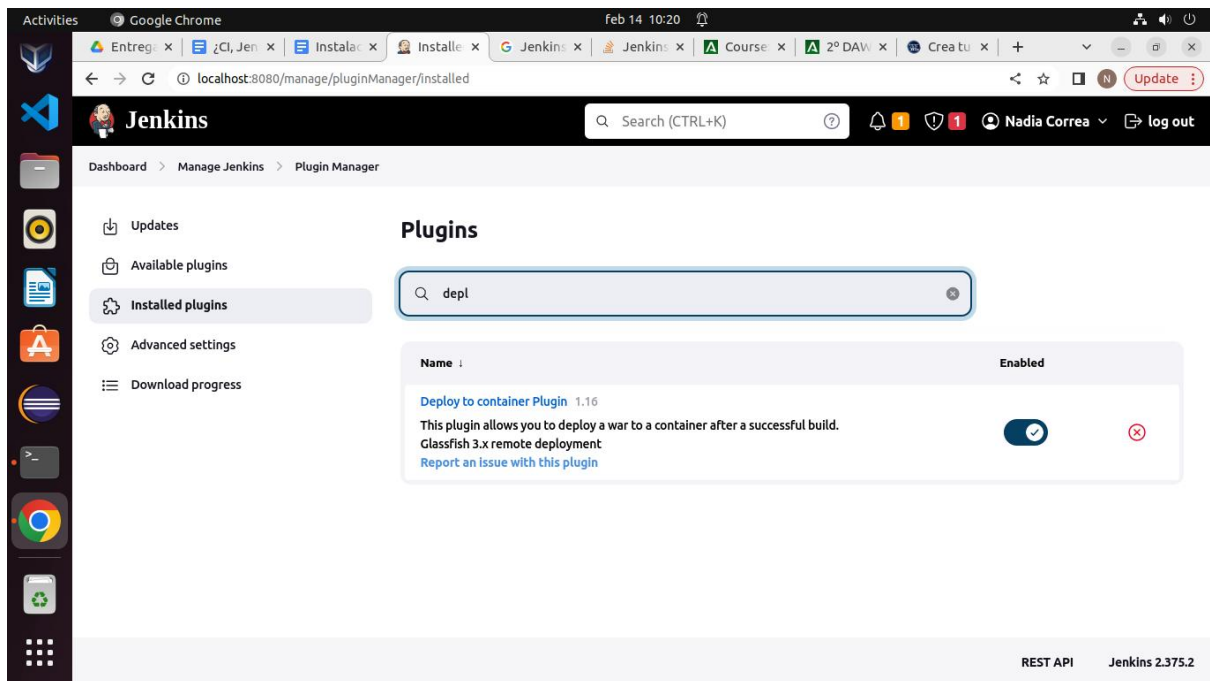 Activities
Google Chrome
feb 14 10:20
Entrega
¿CI, Jen
Instalac
Installe
Jenkins
Jenkins
Course
2º DAW
Crea tu
localhost:8080/manage/pluginManager/installed
N
Update
Jenkins
Search (CTRL+K)
?
1
1
Nadia Correa
log out
Dashboard > Manage Jenkins > Plugin Manager
Updates
Available plugins
Installed plugins
Advanced settings
Download progress
Plugins
depl
Name ↓
Enabled
Deploy to container Plugin 1.16
This plugin allows you to deploy a war to a container after a successful build.
Glassfish 3.x remote deployment
Report an issue with this plugin
REST API
Jenkins 2.375.2